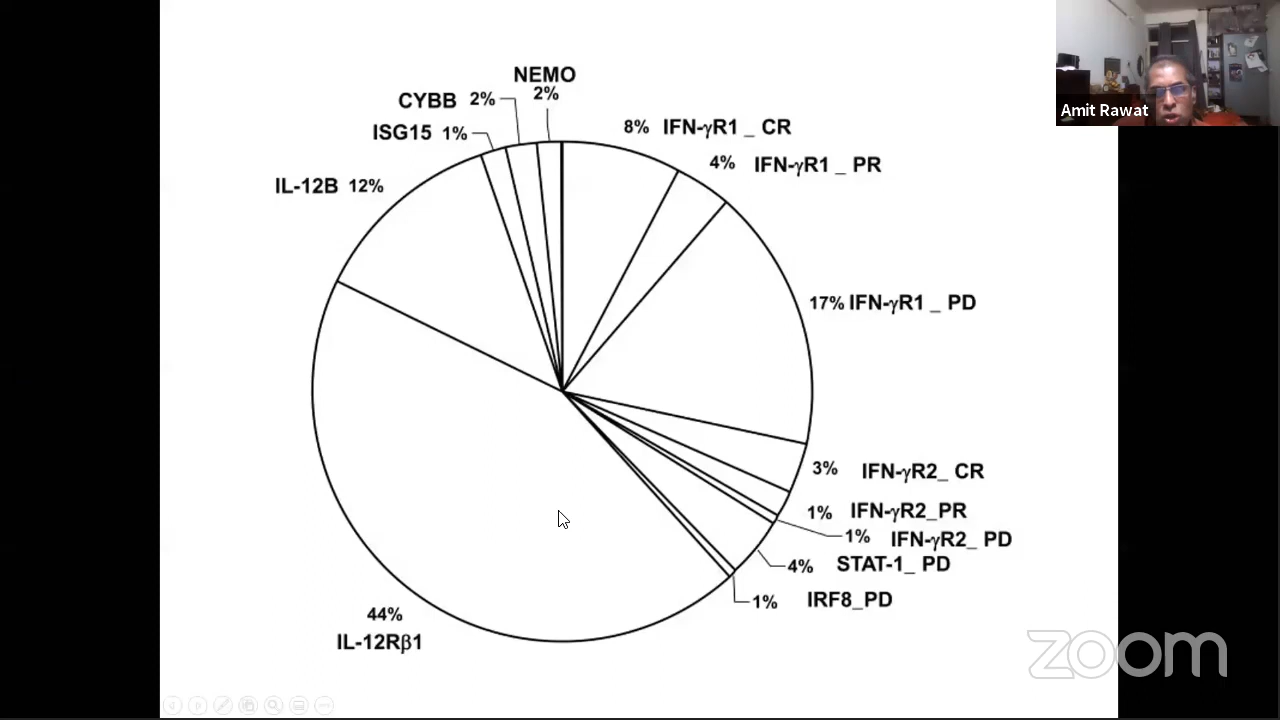 NEMO
2%
CYBB 2%
ISG15 1%
IL-12B 12%
8% IFN-γR1 _ CR
4% IFN-γR1 _ PR
17% IFN-γR1 _ PD
3% IFN-γR2_ CR
1% IFN-γR2_PR
1% IFN-γR2_ PD
4% STAT-1_ PD
1% IRF8_PD
44%
IL-12Rβ1
Amit Rawat
zoom